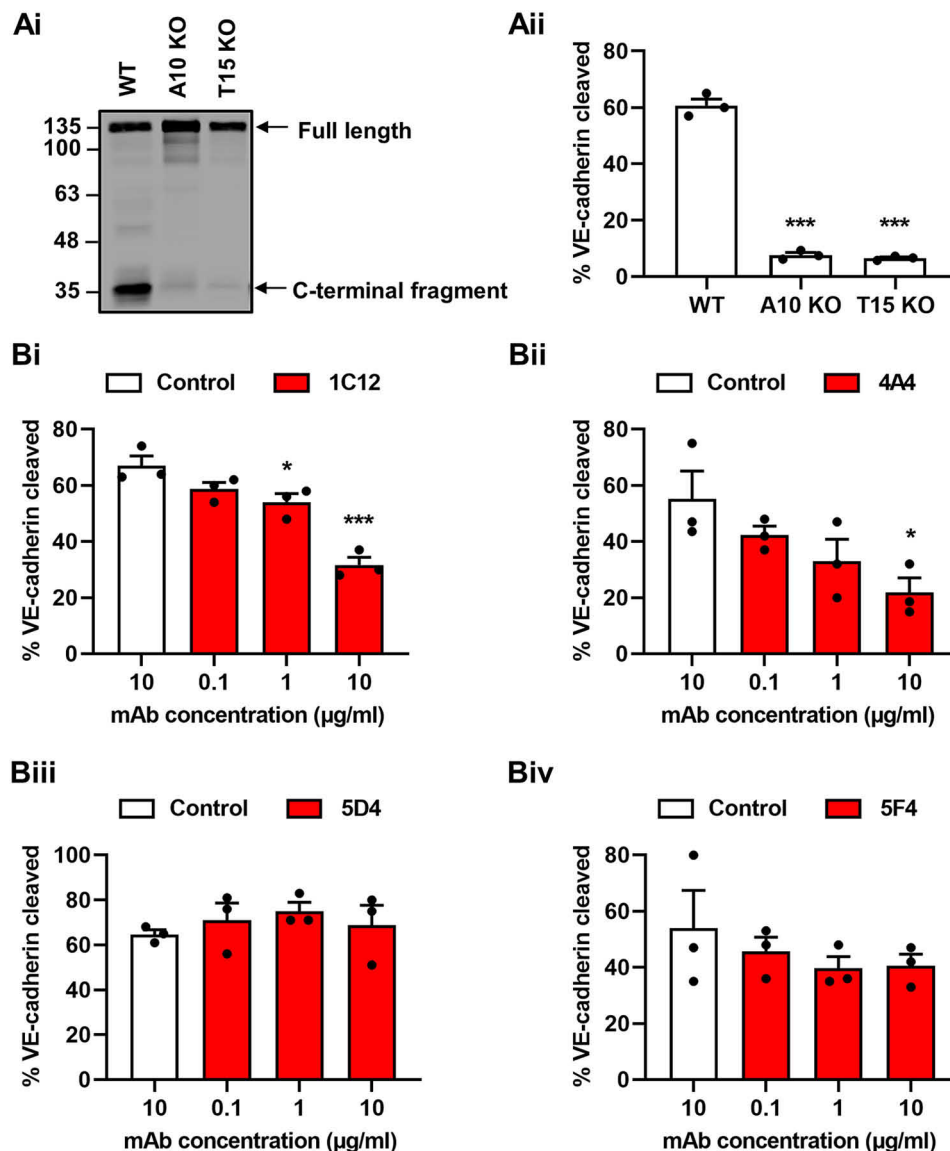 Ai
WT
A10 KO
T15 KO
135
100
63
48
35
Full length
C-terminal fragment
Aii
% VE-cadherin cleaved
80
60
40
20
0
***
***
WT
A10 KO
T15 KO
Bi
Control
1C12
% VE-cadherin cleaved
80
60
40
20
0
*
***
10
0.1
1
10
mAb concentration (µg/ml)
Bii
Control
4A4
% VE-cadherin cleaved
80
60
40
20
0
*
10
0.1
1
10
mAb concentration (µg/ml)
Biii
Control
5D4
% VE-cadherin cleaved
100
80
60
40
20
0
10
0.1
1
10
mAb concentration (µg/ml)
Biv
Control
5F4
% VE-cadherin cleaved
80
60
40
20
0
10
0.1
1
10
mAb concentration (µg/ml)